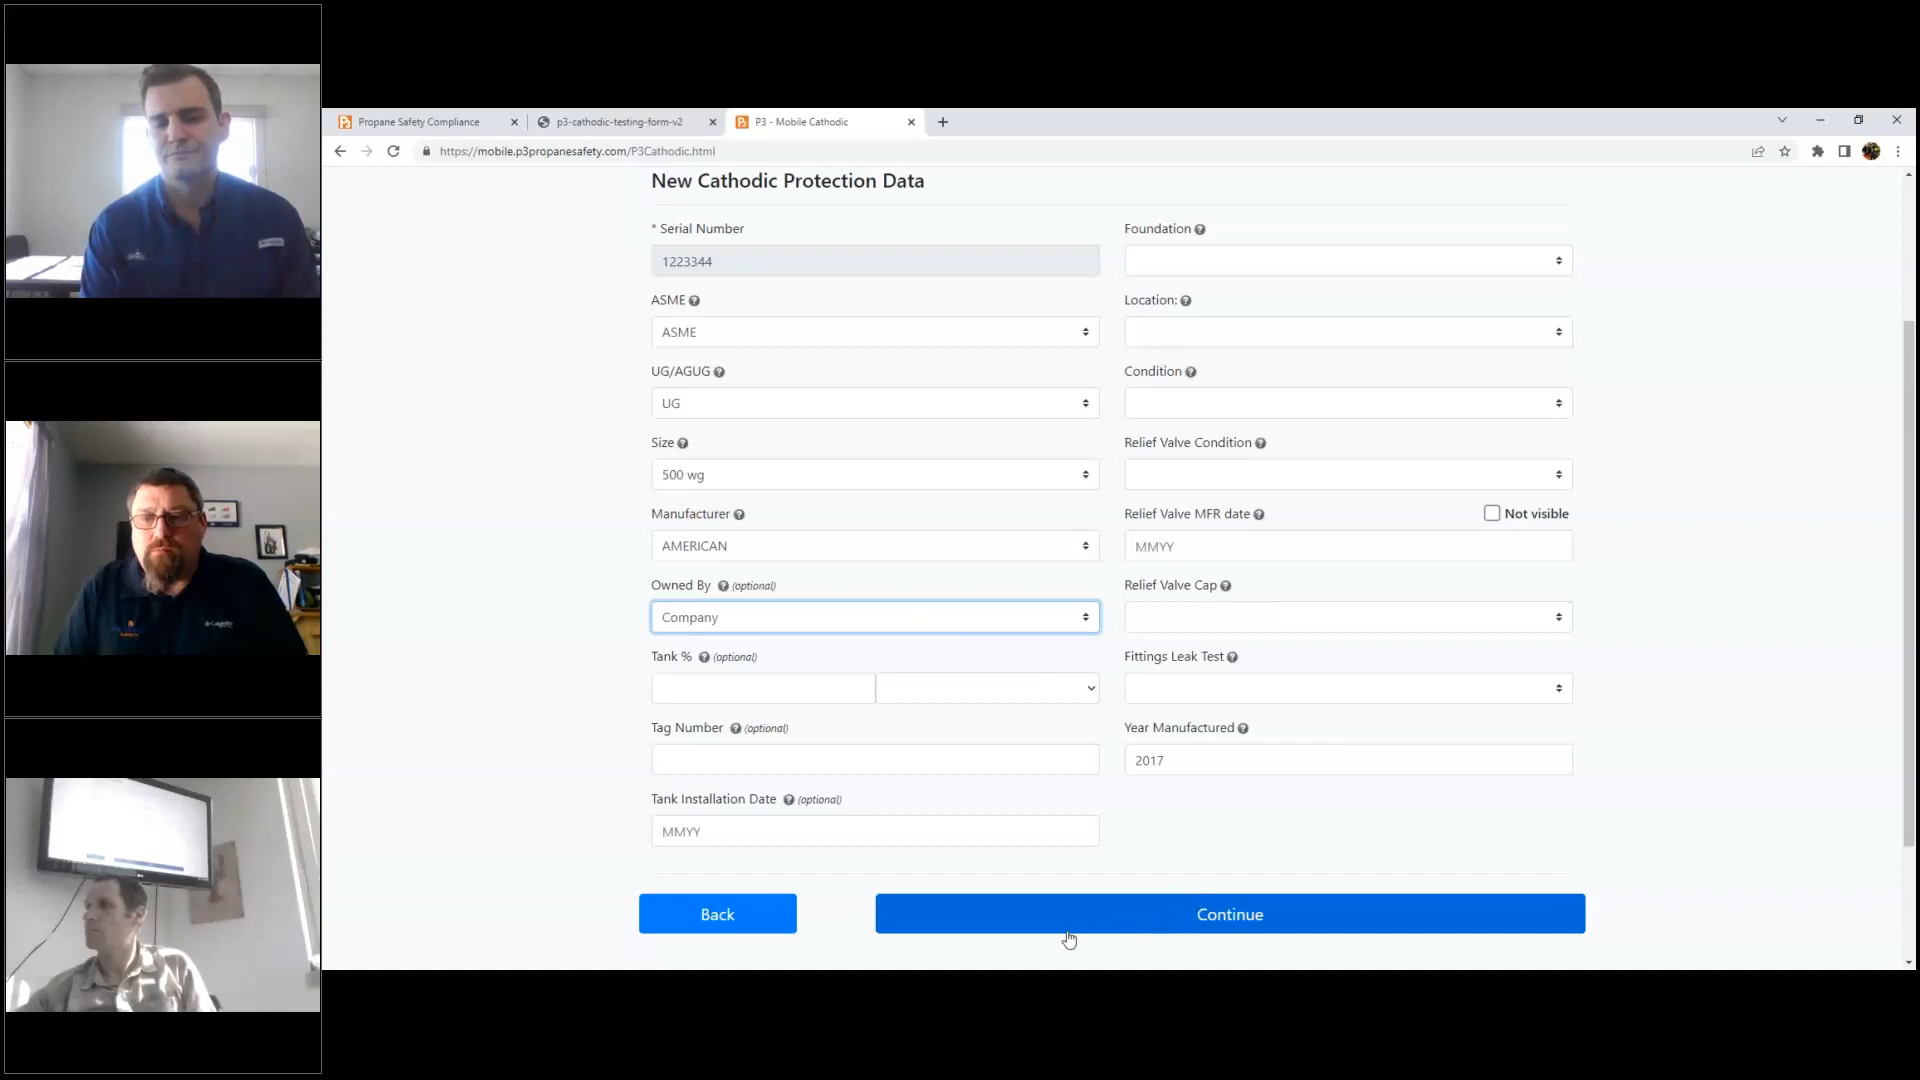 Propane Safety Compliance
p3-cathodic-testing-form-v2
P3 - Mobile Cathodic
https://mobile.p3propanesafety.com/P3Cathodic.html
New Cathodic Protection Data
* Serial Number
1223344
ASME
ASME
UG/AGUG
UG
Size
500 wg
Manufacturer
AMERICAN
Owned By (optional)
Company
Tank % (optional)
Tag Number (optional)
Tank Installation Date (optional)
MMYY
Foundation
Location:
Condition
Relief Valve Condition
Relief Valve MFR date
Not visible
MMYY
Relief Valve Cap
Fittings Leak Test
Year Manufactured
2017
Back
Continue